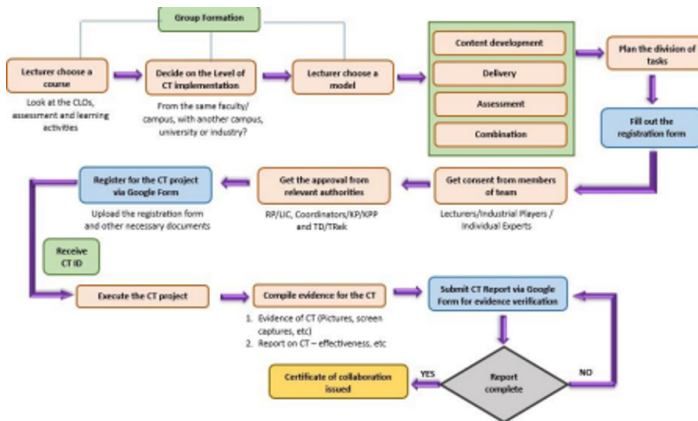 Group Formation
Lecturer choose a
course
Look at the CLOs,
assessment and learning
activities
Decide on the Level of
CT implementation
From the same faculty/
campus, with another campus,
university or industry?
Lecturer choose a
model
Content development
Delivery
Assessment
Combination
Plan the division of
tasks
Fill out the
registration form
Get consent from members
of team
Lecturers/Industrial Players /
Individual Experts
Get the approval from
relevant authorities
RP/LIC, Coordinators/KP/KPP
and TD/TRek
Register for the CT project
via Google Form
Upload the registration form
and other necessary documents
Receive
CT ID
Execute the CT project
Compile evidence for the CT
1. Evidence of CT (Pictures, screen
captures, etc)
2. Report on CT – effectiveness, etc
Submit CT Report via Google
Form for evidence verification
Report
complete
YES
NO
Certificate of collaboration
issued